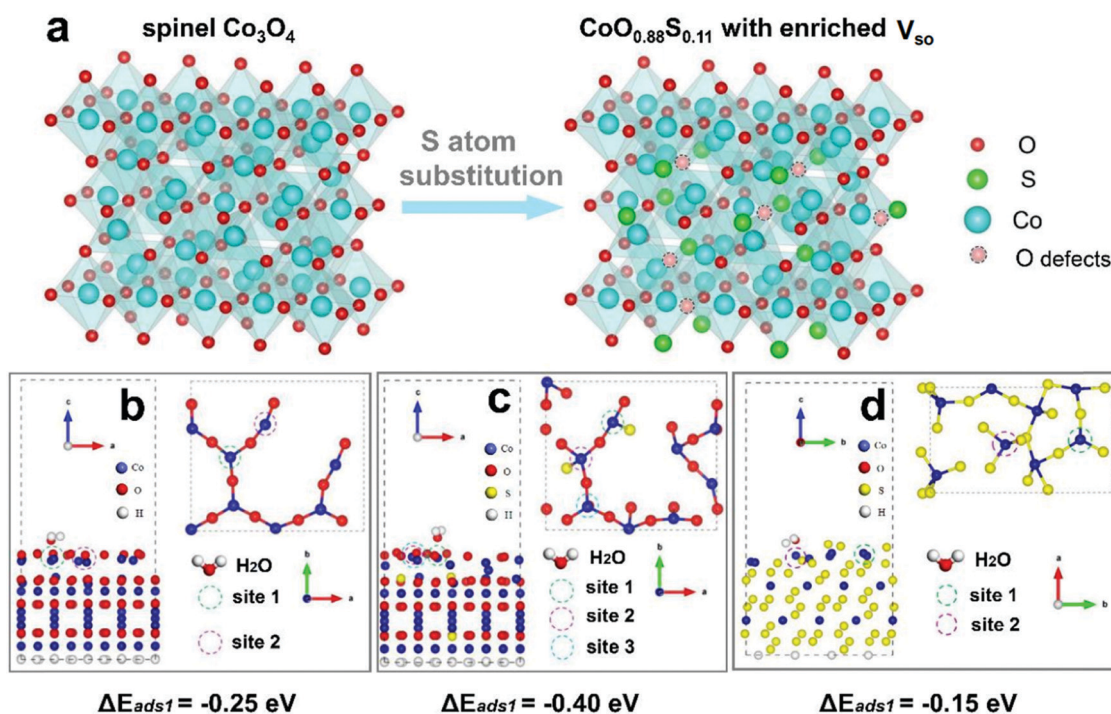 a
spinel Co₃O₄
CoO₀.₈₈S₀.₁₁ with enriched Vso
S atom
substitution
O
S
Co
O defects
b
c
a
Co
O
H
H2O
site 1
site 2
b
a
c
c
a
Co
O
S
H
H2O
site 1
site 2
site 3
b
a
d
c
b
Co
O
S
H
H2O
site 1
site 2
a
b
ΔEads1 = -0.25 eV
ΔEads1 = -0.40 eV
ΔEads1 = -0.15 eV